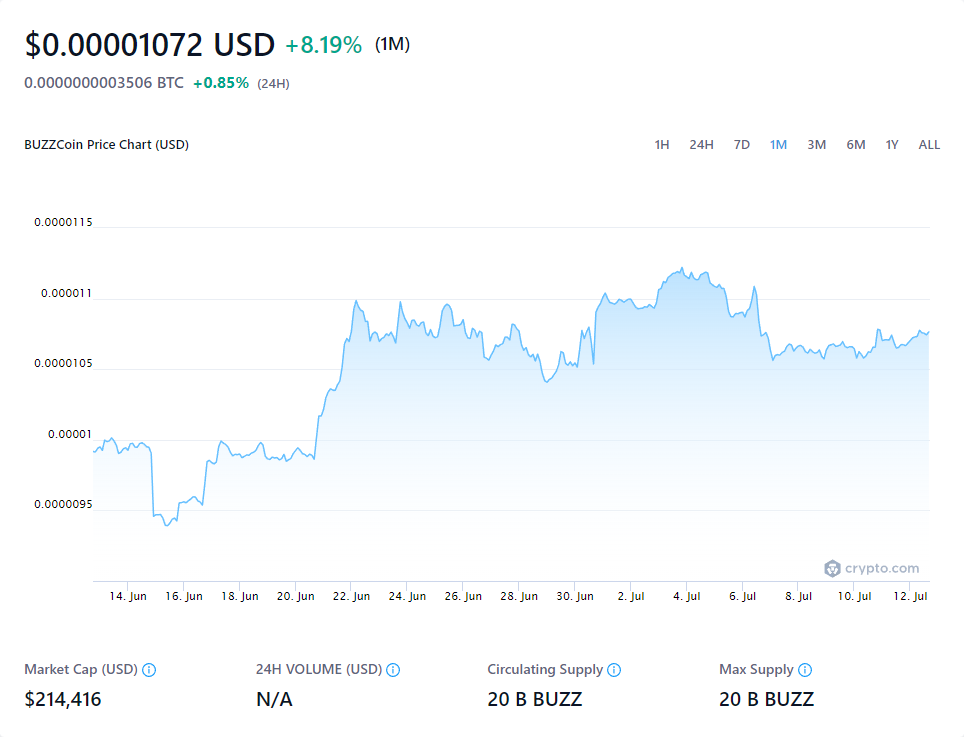 $0.00001072 USD +8.19% (1M)
0.0000000003506 BTC +0.85% (24H)
BUZZCoin Price Chart (USD) 1H 24H 7D 1M 3M 6M 1Y ALL
0.0000115
0.000011
0.0000105
0.00001
0.0000095
crypto.com
14. Jun 16. Jun 18. Jun 20. Jun 22. Jun 24. Jun 26. Jun 28. Jun 30. Jun 2. Jul 4. Jul 6. Jul 8. Jul 10. Jul 12. Jul
Market Cap (USD) 24H VOLUME (USD) Circulating Supply Max Supply
$214,416 N/A 20 B BUZZ 20 B BUZZ